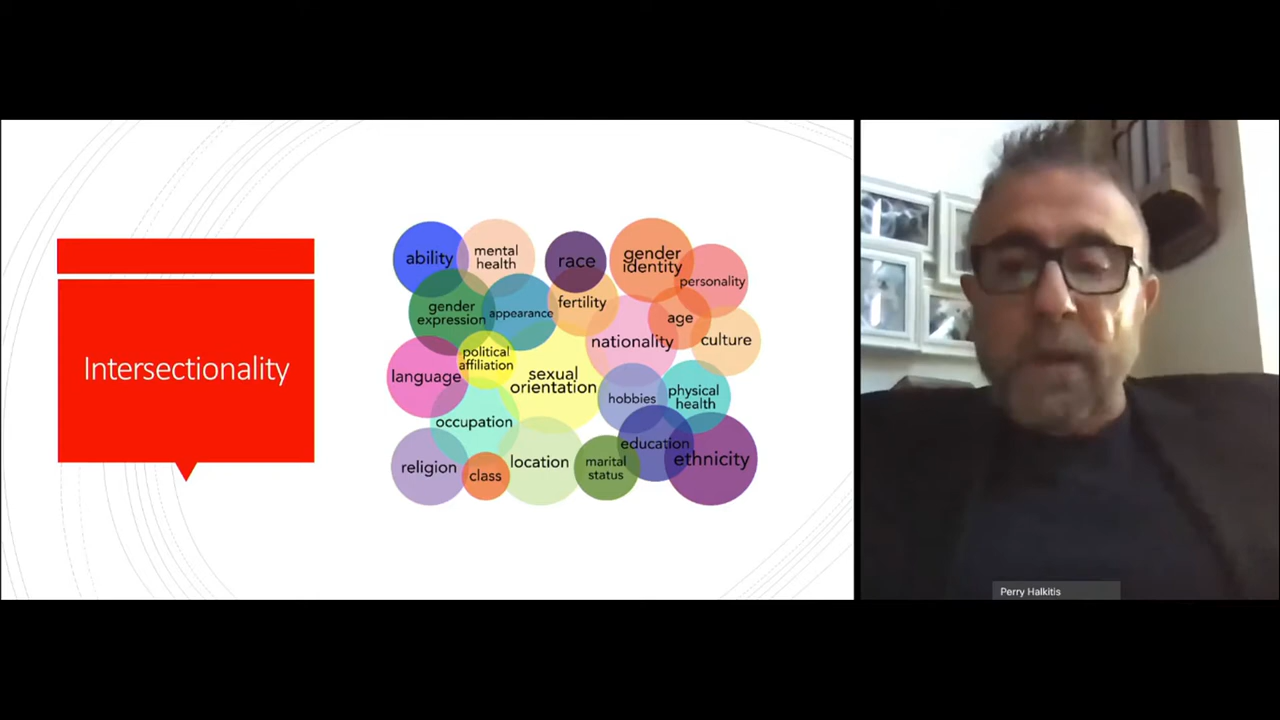 Intersectionality
ability
mental
health
race
gender
identity
personality
gender
expression
appearance
fertility
age
nationality
culture
political
affiliation
language
sexual
orientation
hobbies
physical
health
occupation
education
religion
class
location
marital
status
ethnicity
Perry Halkitis